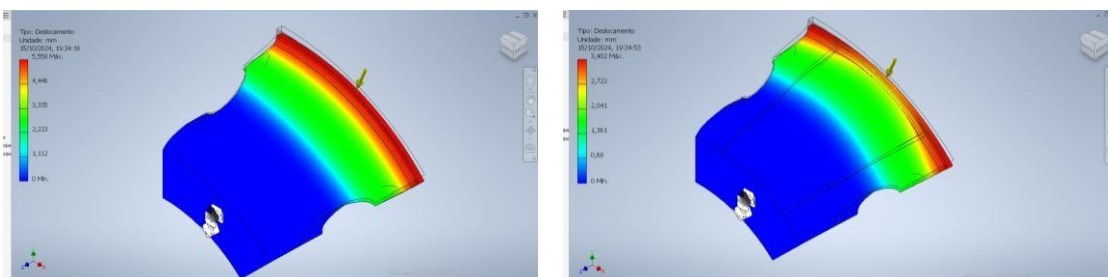 Tipo: Deslocamento
Unidade: mm
15/10/2024, 19:34:18
5,556 Máx.
4,446
3,335
2,223
1,112
0 Mín.
Tipo: Deslocamento
Unidade: mm
15/10/2024, 19:34:53
3,402 Máx.
2,722
2,041
1,361
0,68
0 Mín.